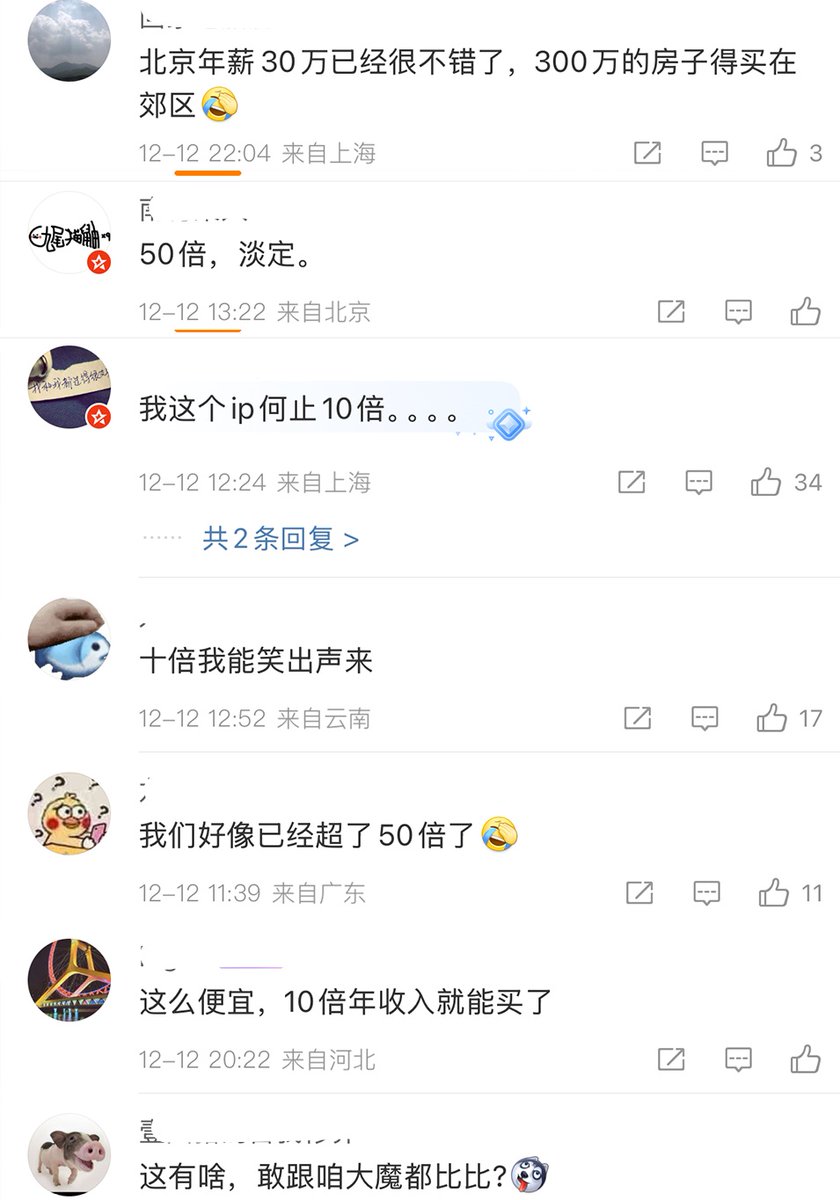 北京年薪30万已经很不错了，300万的房子得买在
郊区
12-12 22:04 来自上海
3
50倍，淡定。
12-12 13:22 来自北京
我这个ip何止10倍。。。。
12-12 12:24 来自上海
34
共2条回复 >
十倍我能笑出声来
12-12 12:52 来自云南
17
我们好像已经超了50倍了
12-12 11:39 来自广东
11
这么便宜，10倍年收入就能买了
12-12 20:22 来自河北
这有啥，敢跟咱大魔都比比?